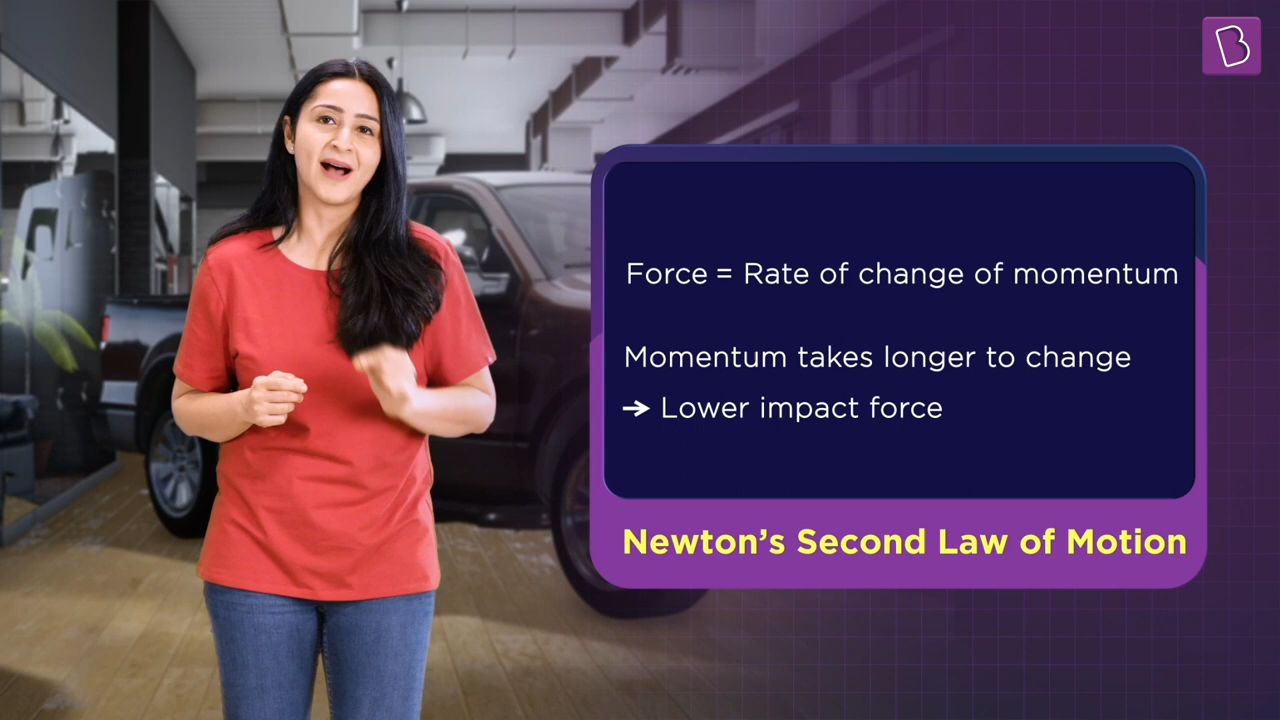 B
Force = Rate of change of momentum
Momentum takes longer to change
→ Lower impact force
Newton's Second Law of Motion